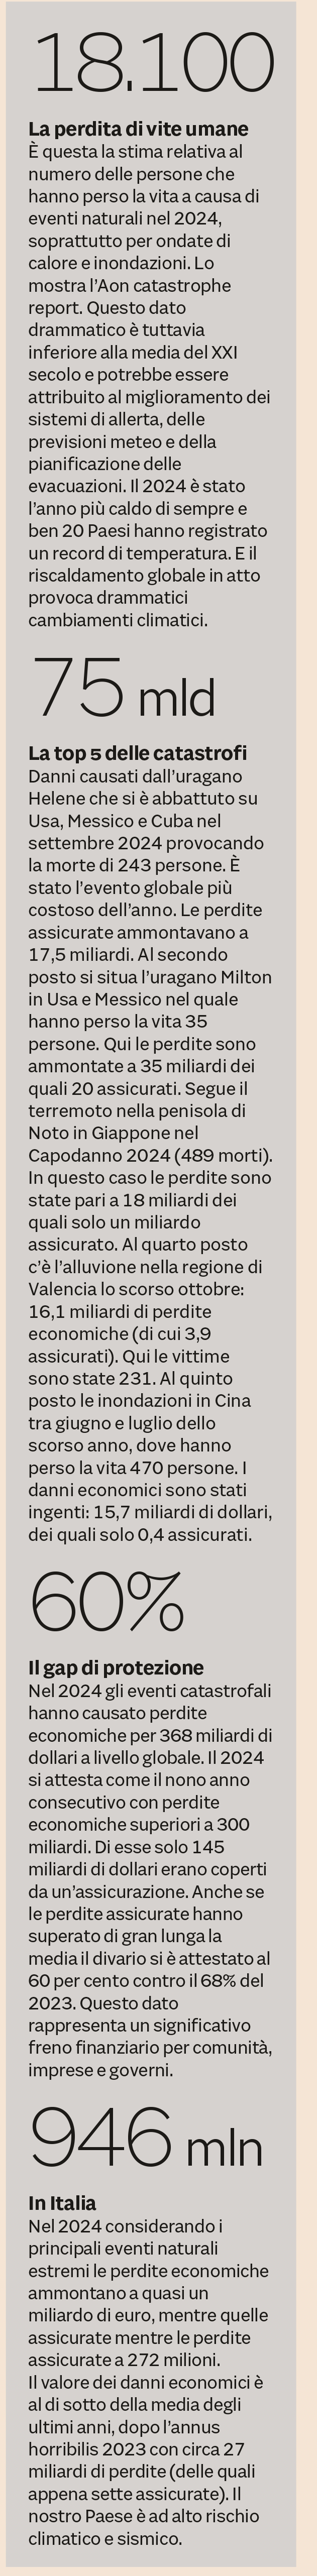 18.100
La perdita di vite umane
È questa la stima relativa al
numero delle persone che
hanno perso la vita a causa di
eventi naturali nel 2024,
soprattutto per ondate di
calore e inondazioni. Lo
mostra l'Aon catastrophe
report. Questo dato
drammatico è tuttavia
inferiore alla media del XXI
secolo e potrebbe essere
attribuito al miglioramento dei
sistemi di allerta, delle
previsioni meteo e della
pianificazione delle
evacuazioni. Il 2024 è stato
l'anno più caldo di sempre e
ben 20 Paesi hanno registrato
un record di temperatura. E il
riscaldamento globale in atto
provoca drammatici
cambiamenti climatici.
75 mld
La top 5 delle catastrofi
Danni causati dall'uragano
Helene che si è abbattuto su
Usa, Messico e Cuba nel
settembre 2024 provocando
la morte di 243 persone. È
stato l'evento globale più
costoso dell'anno. Le perdite
assicurate ammontavano a
17,5 miliardi. Al secondo
posto si situa l'uragano Milton
in Usa e Messico nel quale
hanno perso la vita 35
persone. Qui le perdite sono
ammontate a 35 miliardi dei
quali 20 assicurati. Segue il
terremoto nella penisola di
Noto in Giappone nel
Capodanno 2024 (489 morti).
In questo caso le perdite sono
state pari a 18 miliardi dei
quali solo un miliardo
assicurato. Al quarto posto
c'è l'alluvione nella regione di
Valencia lo scorso ottobre:
16,1 miliardi di perdite
economiche (di cui 3,9
assicurati). Qui le vittime
sono state 231. Al quinto
posto le inondazioni in Cina
tra giugno e luglio dello
scorso anno, dove hanno
perso la vita 470 persone. I
danni economici sono stati
ingenti: 15,7 miliardi di dollari,
dei quali solo 0,4 assicurati.
60%
Il gap di protezione
Nel 2024 gli eventi catastrofali
hanno causato perdite
economiche per 368 miliardi di
dollari a livello globale. Il 2024
si attesta come il nono anno
consecutivo con perdite
economiche superiori a 300
miliardi. Di esse solo 145
miliardi di dollari erano coperti
da un'assicurazione. Anche se
le perdite assicurate hanno
superato di gran lunga la
media il divario si è attestato al
60 per cento contro il 68% del
2023. Questo dato
rappresenta un significativo
freno finanziario per comunità,
imprese e governi.
946 mln
In Italia
Nel 2024 considerando i
principali eventi naturali
estremi le perdite economiche
ammontano a quasi un
miliardo di euro, mentre quelle
assicurate mentre le perdite
assicurate a 272 milioni.
Il valore dei danni economici è
al di sotto della media degli
ultimi anni, dopo l'annus
horribilis 2023 con circa 27
miliardi di perdite (delle quali
appena sette assicurate). Il
nostro Paese è ad alto rischio
climatico e sismico.